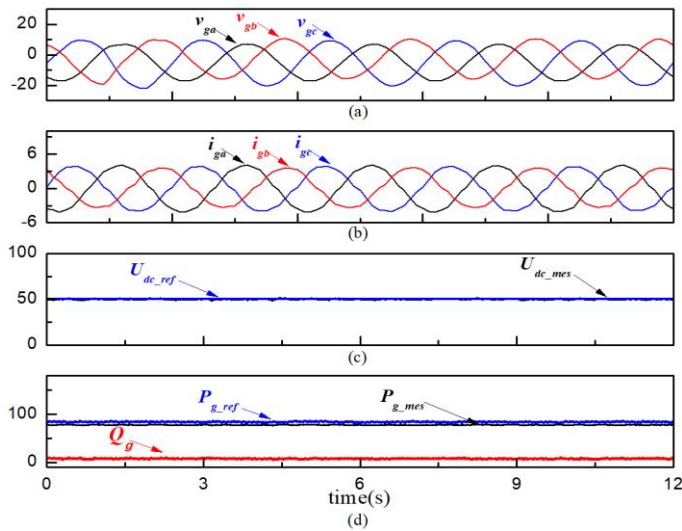 v_ga v_gb v_gc
20
0
-20
(a)
i_ga i_gb i_gc
6
0
-6
(b)
100
50
0
U_dc_ref U_dc_mes
(c)
100
0
P_g_ref P_g_mes
Q_g
0 3 6 9 12
time(s)
(d)